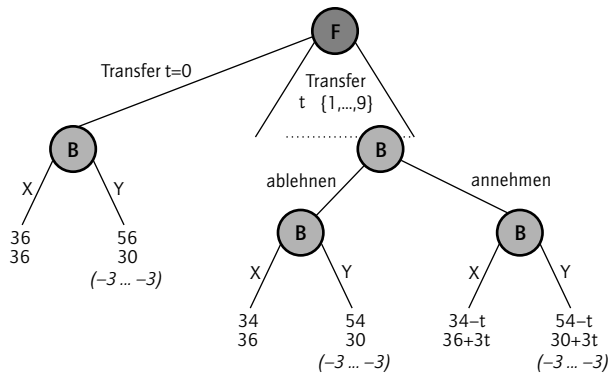 F
Transfer t=0
Transfer
t {1,...,9}
B
B
ablehnen
annehmen
X
Y
B
B
36
36
56
30
(–3 ... –3)
X
Y
X
Y
34
36
54
30
(–3 ... –3)
34–t
36+3t
54–t
30+3t
(–3 ... –3)